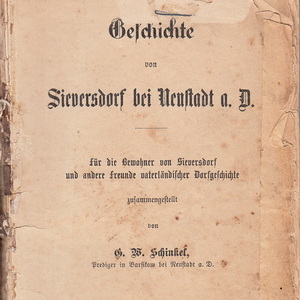 Geschichte
von
Sieversdorf bei Neustadt a. D.
Für die Bewohner von Sieversdorf
und andere Freunde vaterländischer Dorfgeschichte
zusammengestellt
von
G. W. Schinkel,
Prediger in Barsikow bei Neustadt a. D.